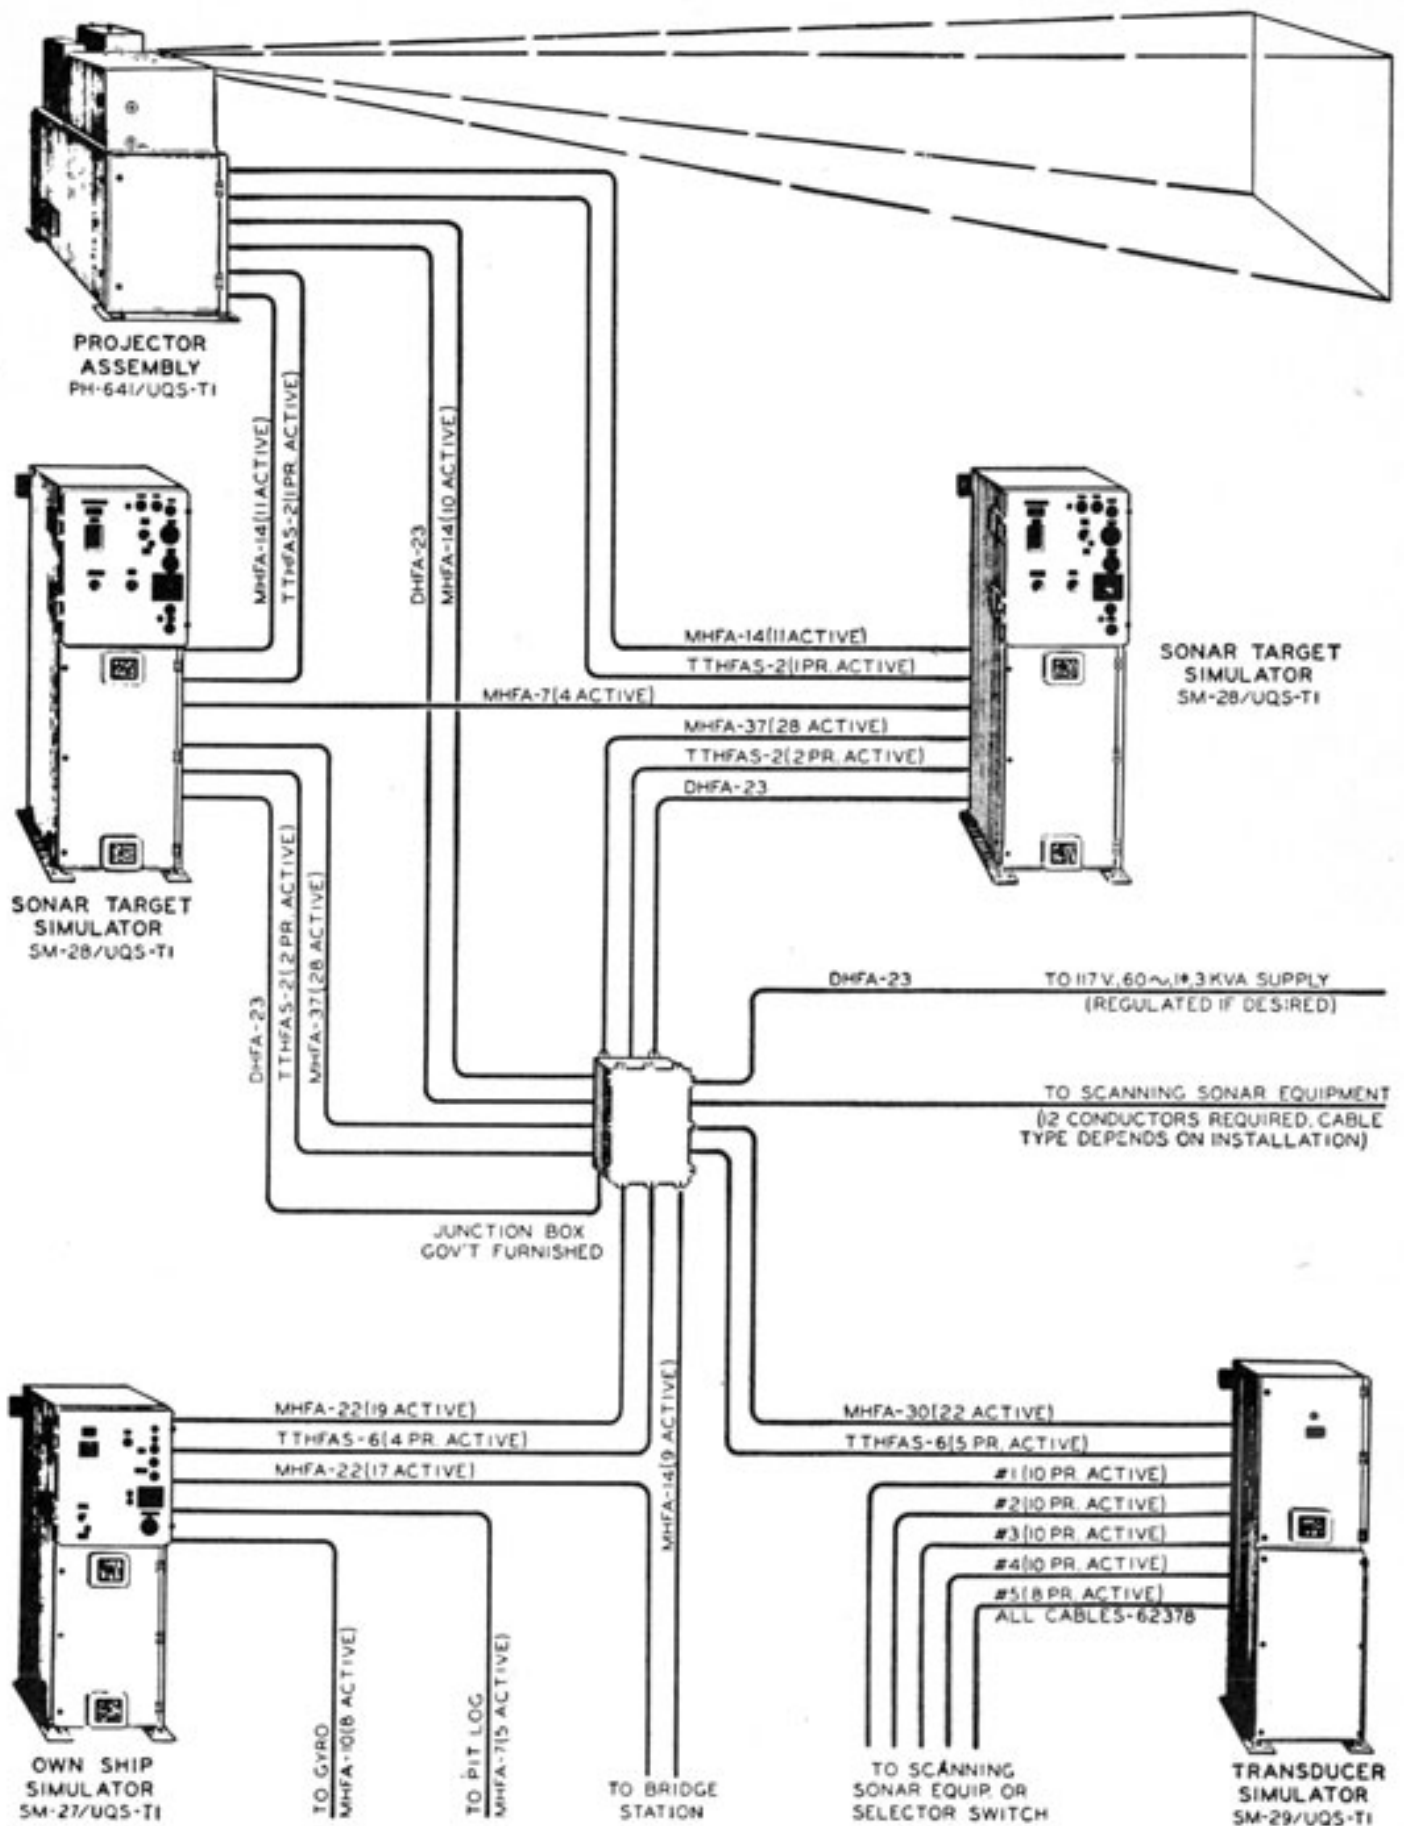 PROJECTOR
ASSEMBLY
PH-641/UQS-T1
MHFA-14(11ACTIVE)
TTHFAS-2(1PR. ACTIVE)
DHFA-23
MHFA-14(10 ACTIVE)
MHFA-14(11ACTIVE)
TTHFAS-2(1PR. ACTIVE)
MHFA-7(4 ACTIVE)
MHFA-37(28 ACTIVE)
TTHFAS-2(2PR. ACTIVE)
DHFA-23
SONAR TARGET
SIMULATOR
SM-28/UQS-T1
SONAR TARGET
SIMULATOR
SM-28/UQS-T1
DHFA-23
TTHFAS-2(2 PR. ACTIVE)
MHFA-37(28 ACTIVE)
DHFA-23
TO 117 V., 60~, 1ϕ, 3 KVA SUPPLY
(REGULATED IF DESIRED)
TO SCANNING SONAR EQUIPMENT
(12 CONDUCTORS REQUIRED. CABLE
TYPE DEPENDS ON INSTALLATION)
JUNCTION BOX
GOV'T FURNISHED
MHFA-22(19 ACTIVE)
TTHFAS-6(4 PR. ACTIVE)
MHFA-22(17 ACTIVE)
MHFA-14(9 ACTIVE)
MHFA-30(22 ACTIVE)
TTHFAS-6(5 PR. ACTIVE)
#1(10 PR. ACTIVE)
#2(10 PR. ACTIVE)
#3(10 PR. ACTIVE)
#4(10 PR. ACTIVE)
#5(8 PR. ACTIVE)
ALL CABLES-62378
OWN SHIP
SIMULATOR
SM-27/UQS-T1
TO GYRO
MHFA-10(8 ACTIVE)
TO PIT LOG
MHFA-7(5 ACTIVE)
TO BRIDGE
STATION
TO SCANNING
SONAR EQUIP. OR
SELECTOR SWITCH
TRANSDUCER
SIMULATOR
SM-29/UQS-T1